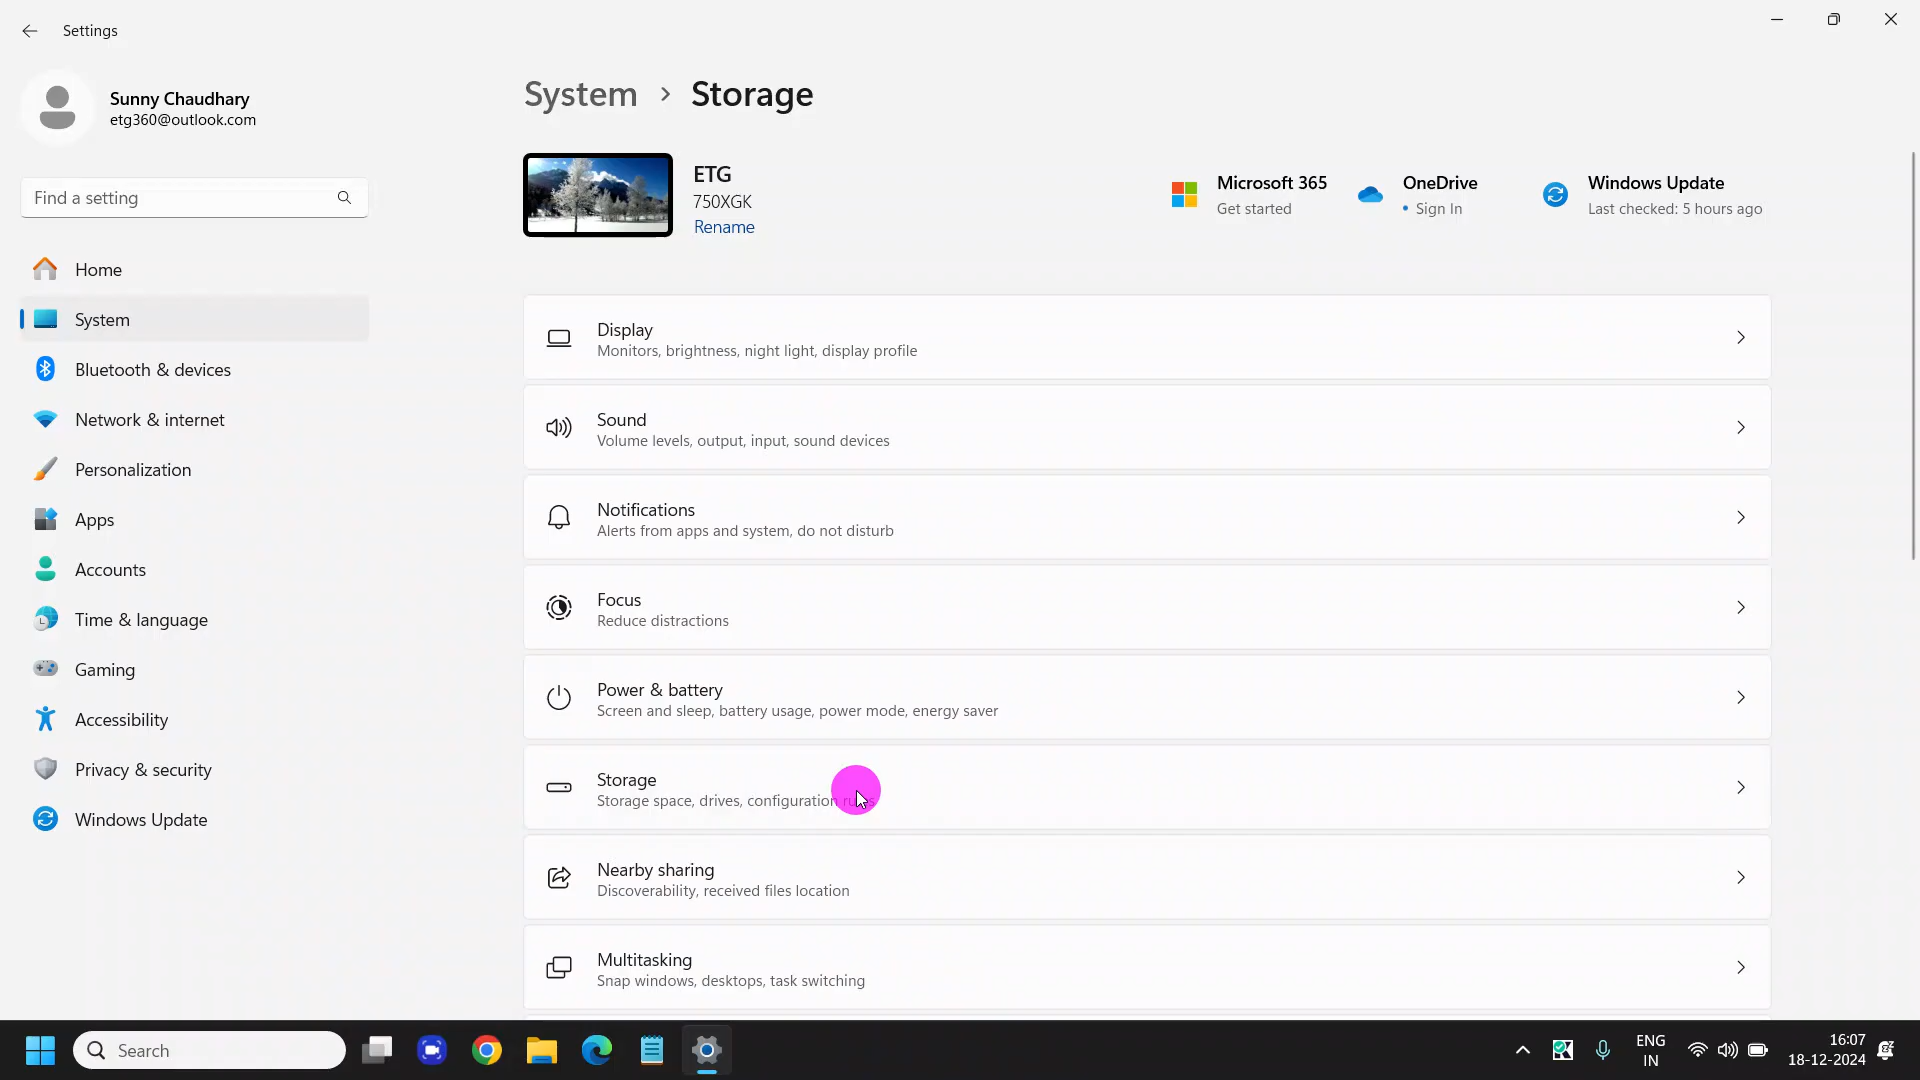 Settings
Sunny Chaudhary
etg360@outlook.com
Find a setting
Home
System
Bluetooth & devices
Network & internet
Personalization
Apps
Accounts
Time & language
Gaming
Accessibility
Privacy & security
Windows Update
System > Storage
ETG
750XGK
Rename
Microsoft 365
Get started
OneDrive
• Sign In
Windows Update
Last checked: 5 hours ago
Display
Monitors, brightness, night light, display profile
Sound
Volume levels, output, input, sound devices
Notifications
Alerts from apps and system, do not disturb
Focus
Reduce distractions
Power & battery
Screen and sleep, battery usage, power mode, energy saver
Storage
Storage space, drives, configuration rules
Nearby sharing
Discoverability, received files location
Multitasking
Snap windows, desktops, task switching
Search
ENG
IN
16:07
18-12-2024